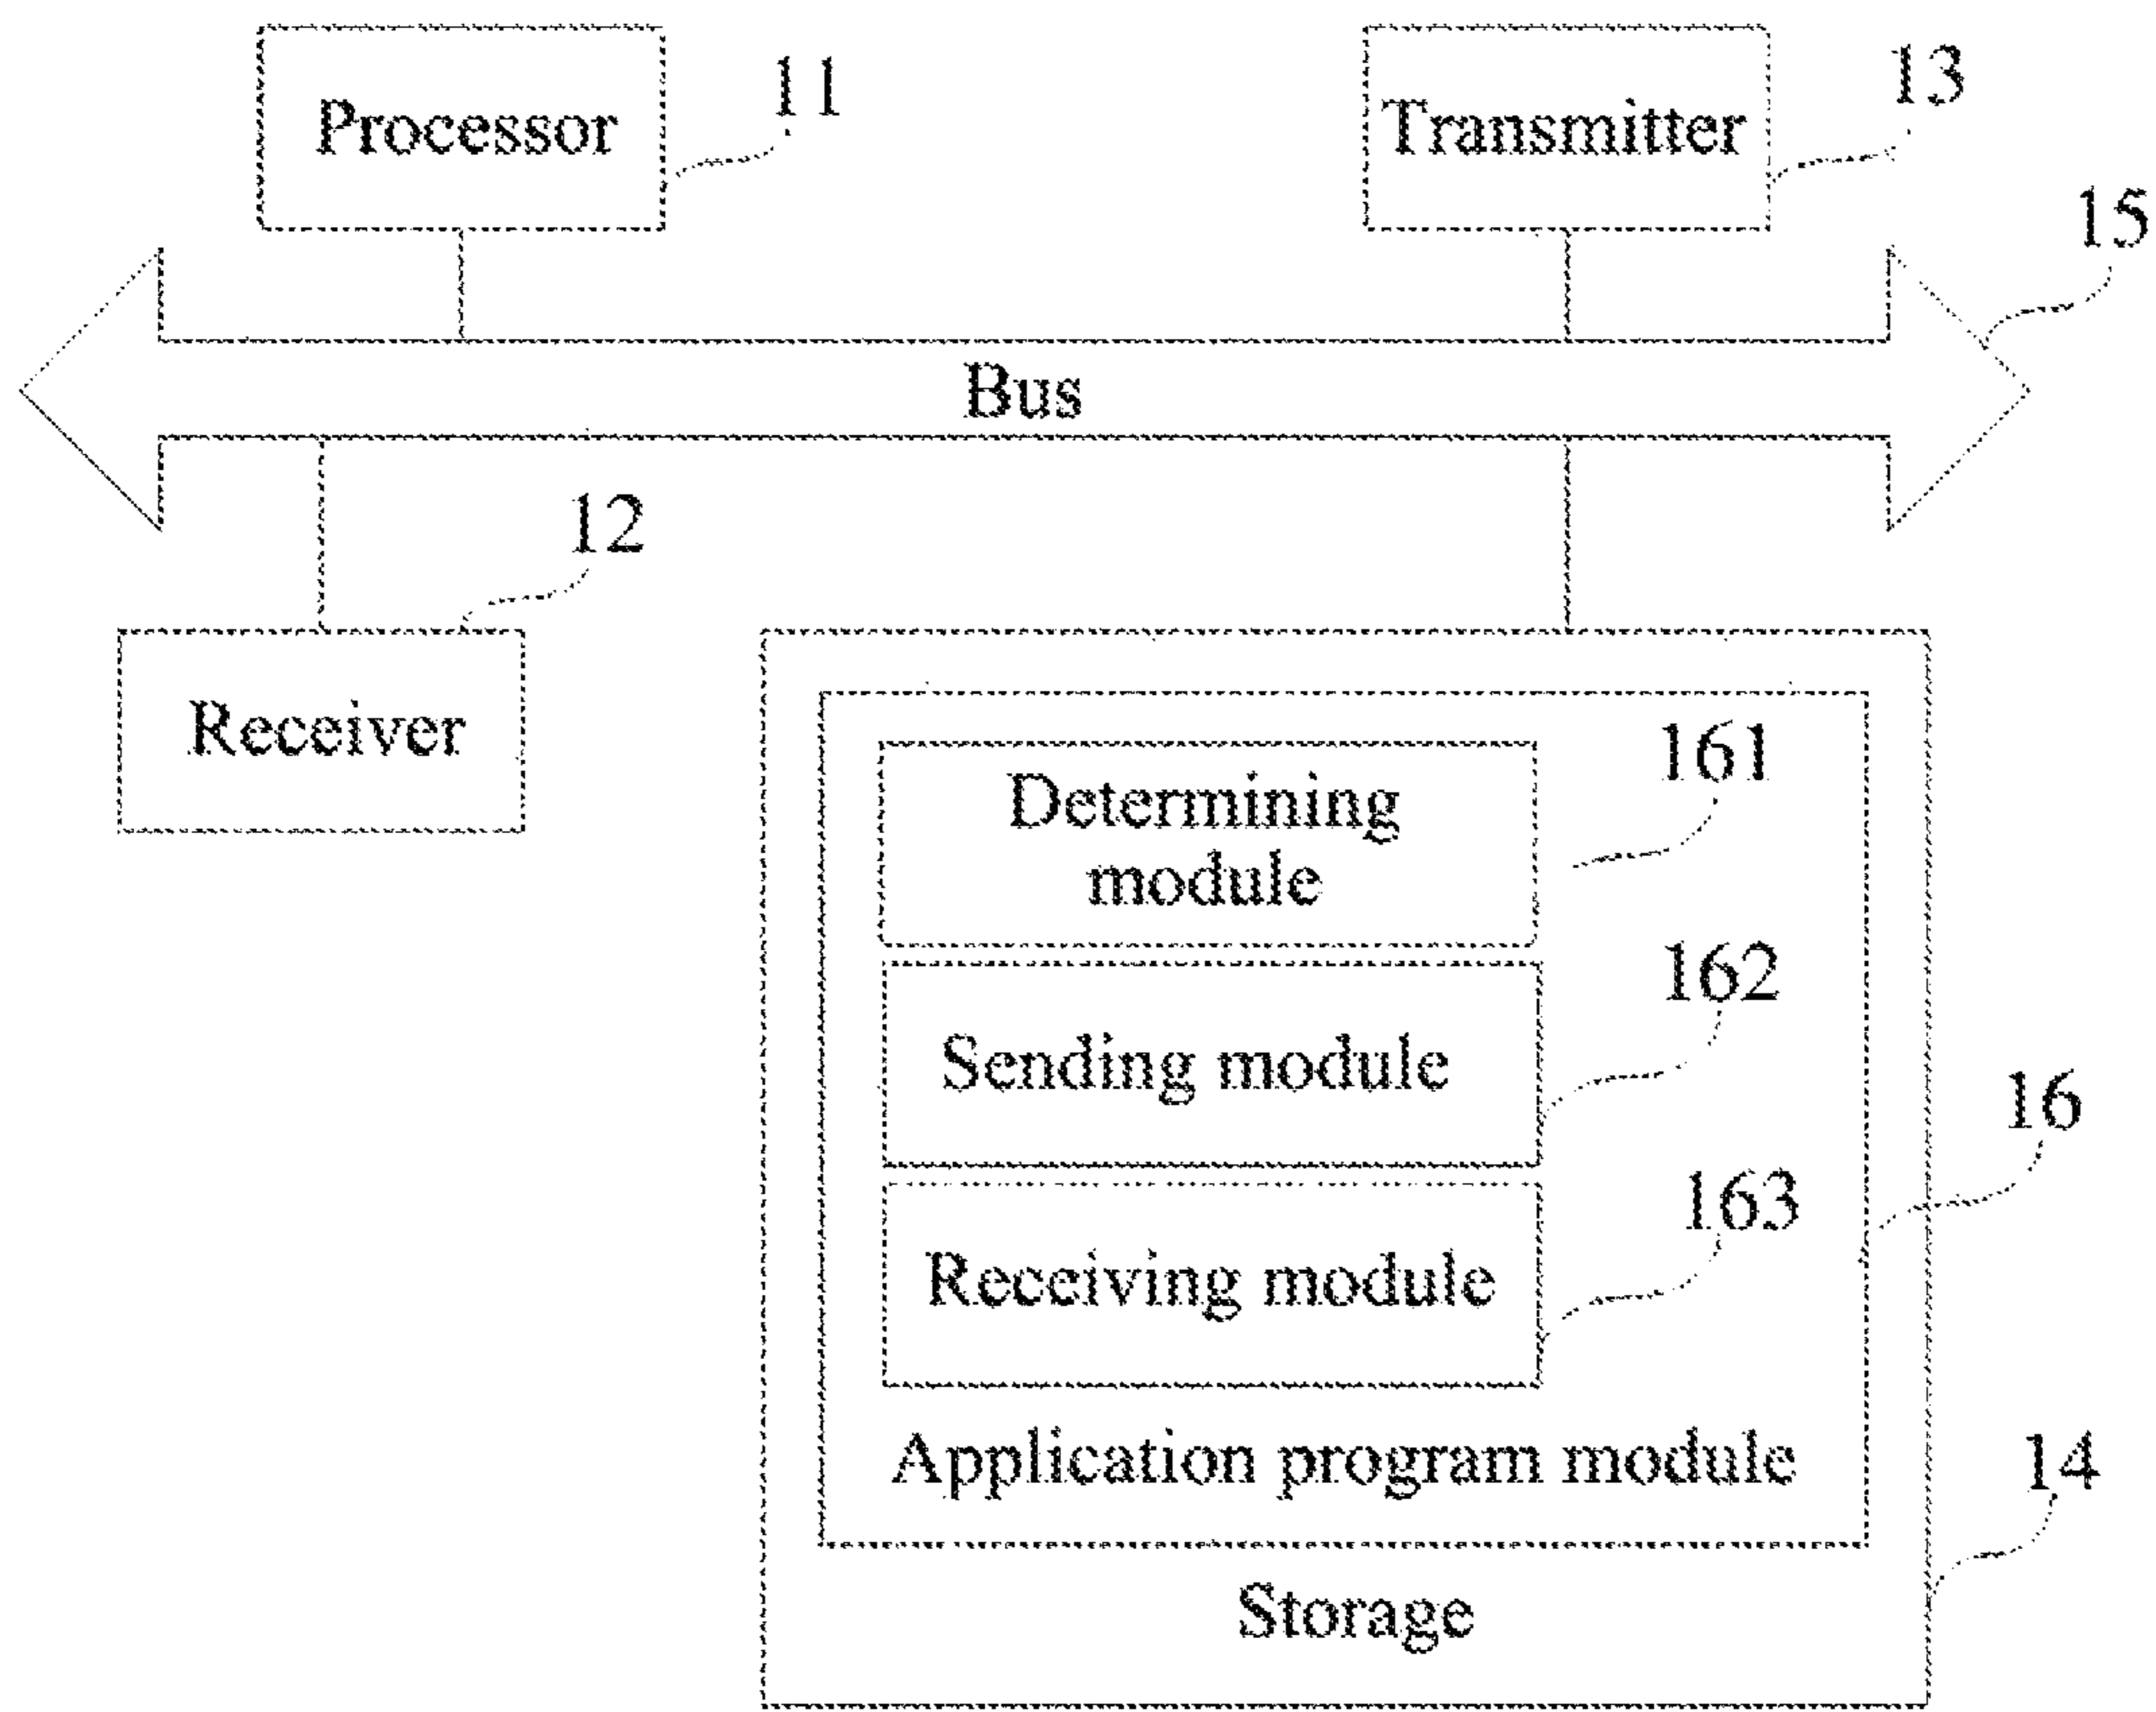 Processor
11
Transmitter
13
15
Bus
12
Receiver
Determining
module
161
Sending module
162
16
Receiving module
163
Application program module
14
Storage